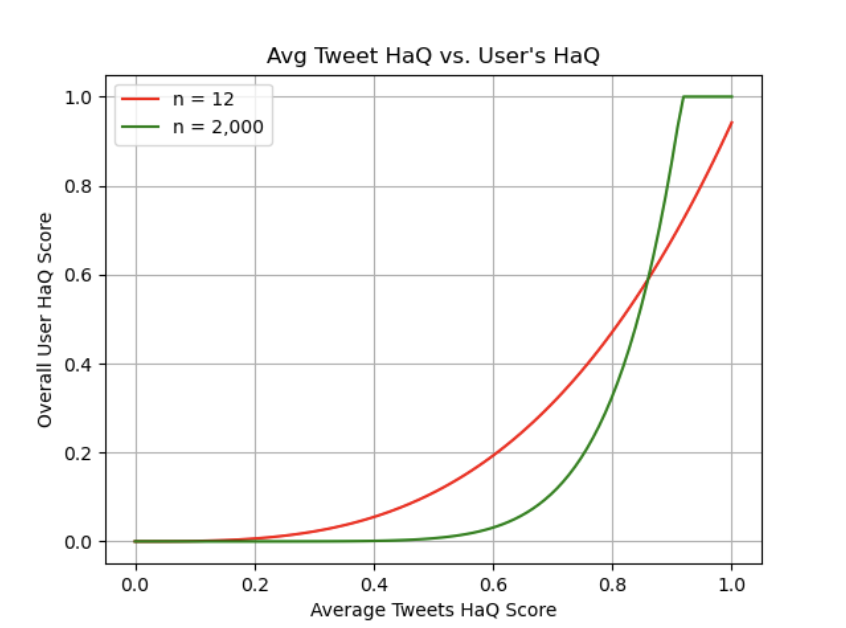 Avg Tweet HaQ vs. User's HaQ
n = 12
n = 2,000
1.0
0.8
0.6
0.4
0.2
0.0
Overall User HaQ Score
0.0 0.2 0.4 0.6 0.8 1.0
Average Tweets HaQ Score